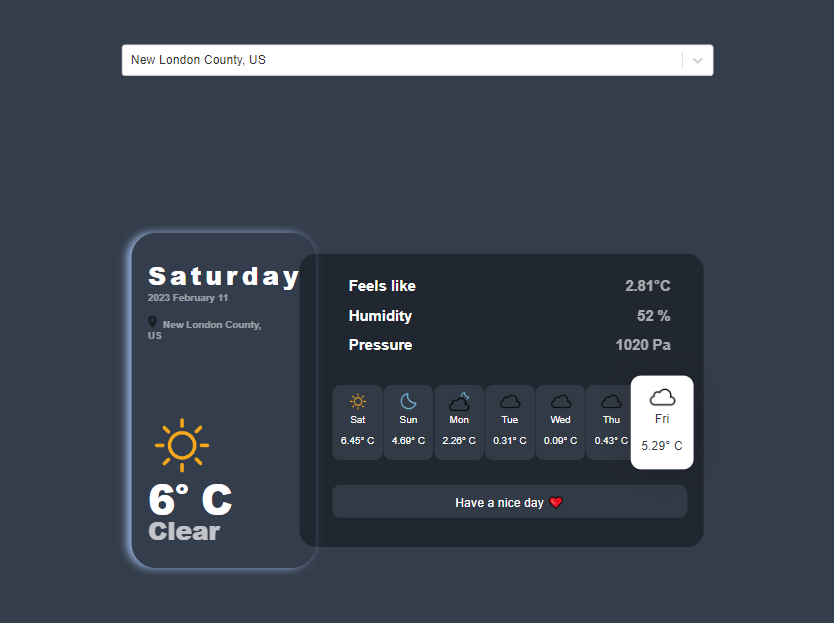 New London County, US
Saturday
2023 February 11
New London County,
US
6° C
Clear
Feels like 2.81°C
Humidity 52 %
Pressure 1020 Pa
Sat Sun Mon Tue Wed Thu Fri
6.45° C 4.69° C 2.26° C 0.31° C 0.09° C 0.43° C 5.29° C
Have a nice day ❤️